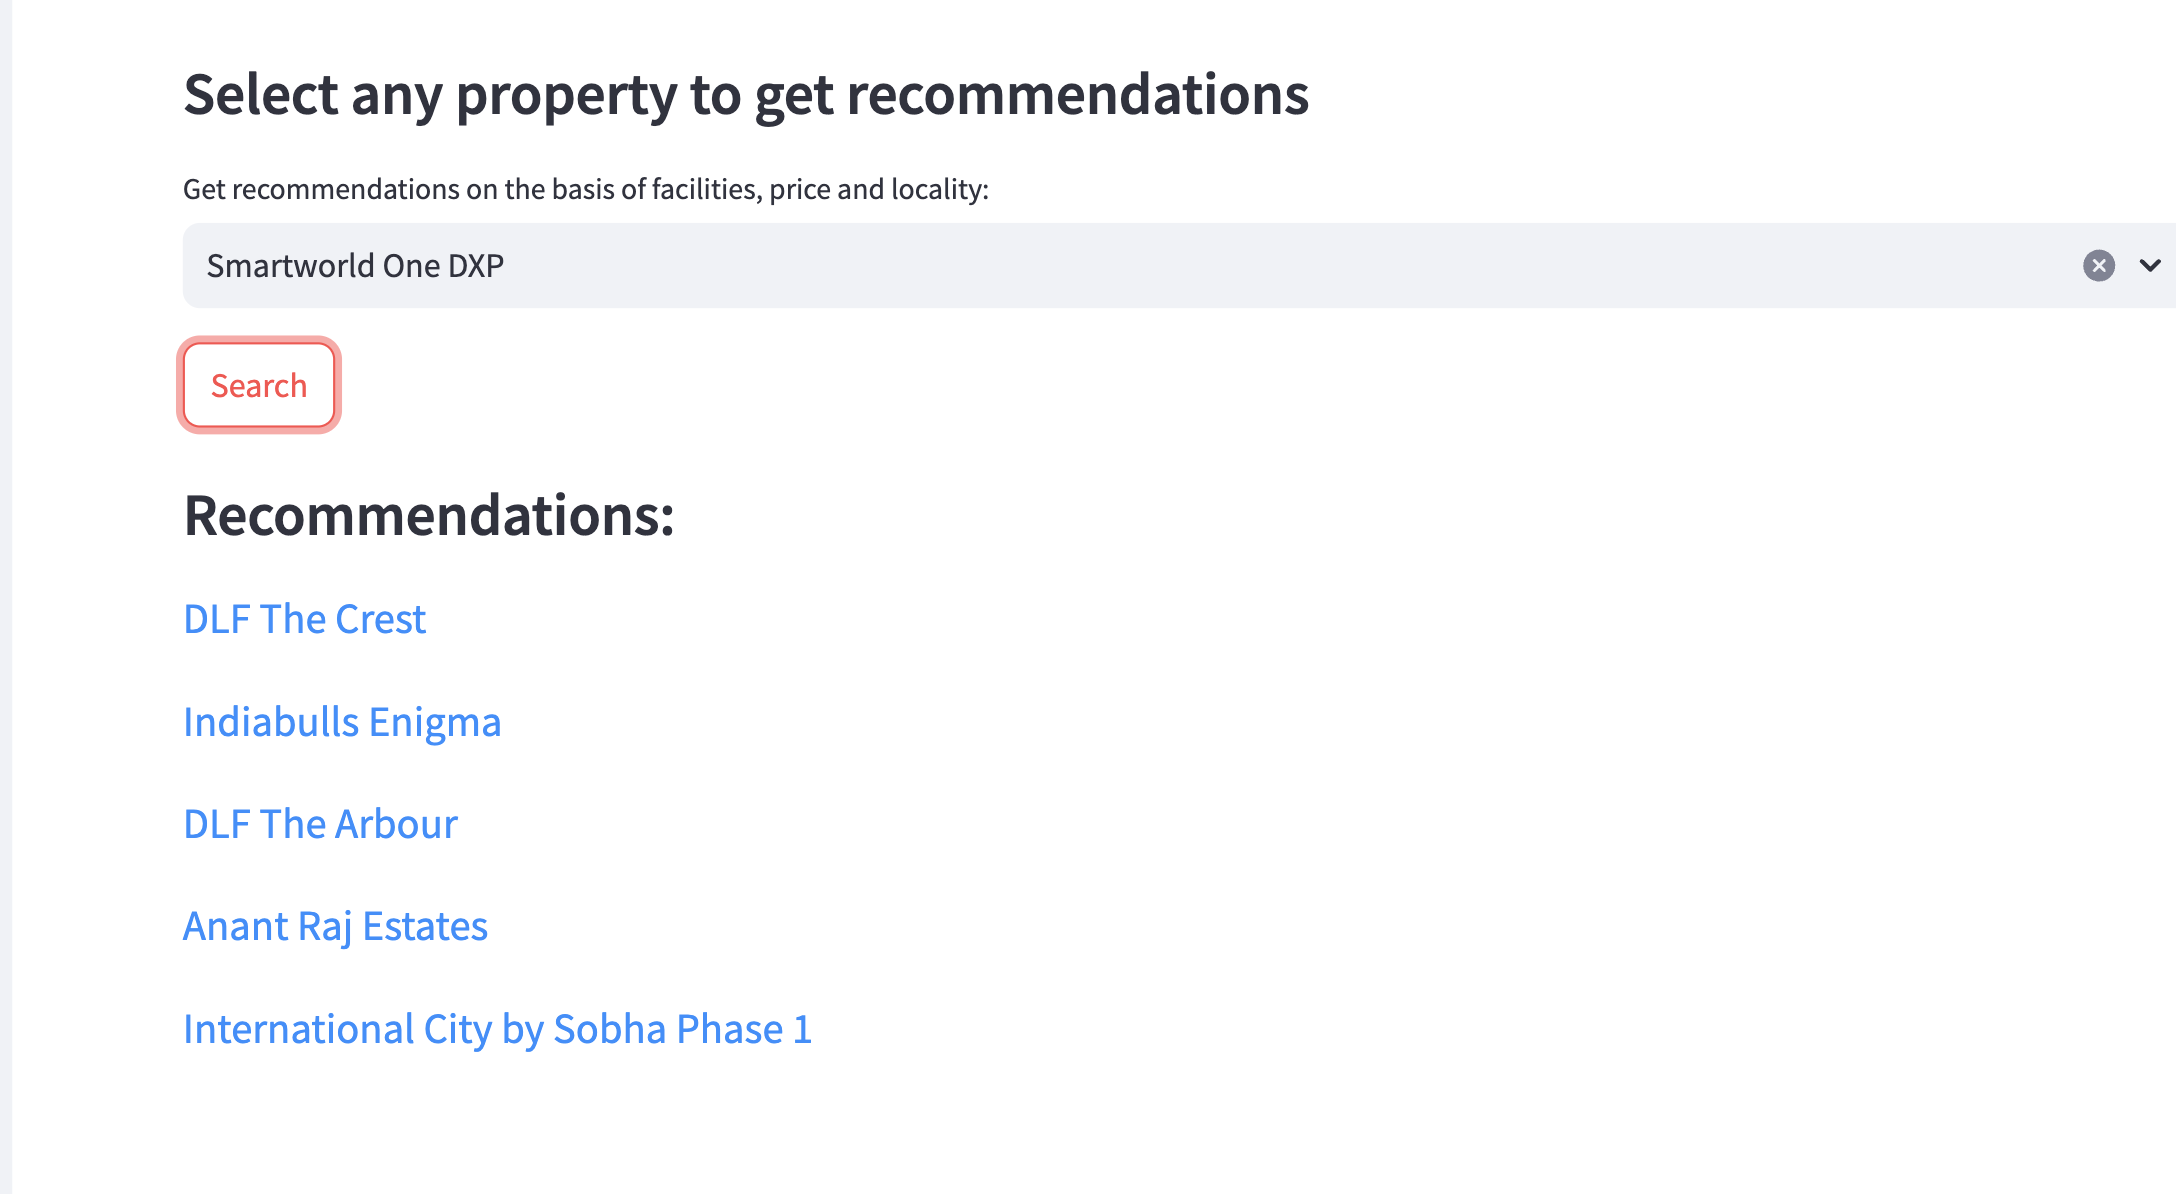 Select any property to get recommendations
Get recommendations on the basis of facilities, price and locality:
Smartworld One DXP
Search
Recommendations:
DLF The Crest
Indiabulls Enigma
DLF The Arbour
Anant Raj Estates
International City by Sobha Phase 1